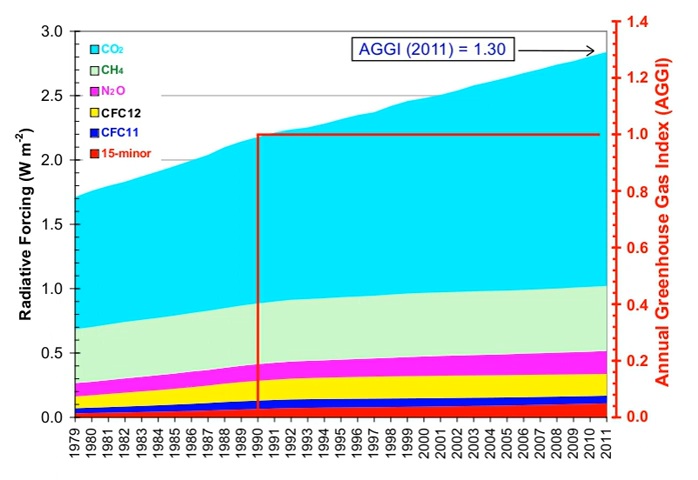 3.0
2.5
2.0
1.5
1.0
0.5
0.0
Radiative Forcing (W m-2)
CO2
CH4
N2O
CFC12
CFC11
15-minor
AGGI (2011) = 1.30
1.4
1.2
1.0
0.8
0.6
0.4
0.2
0.0
Annual Greenhouse Gas Index (AGGI)
1979 1980 1981 1982 1983 1984 1985 1986 1987 1988 1989 1990 1991 1992 1993 1994 1995 1996 1997 1998 1999 2000 2001 2002 2003 2004 2005 2006 2007 2008 2009 2010 2011